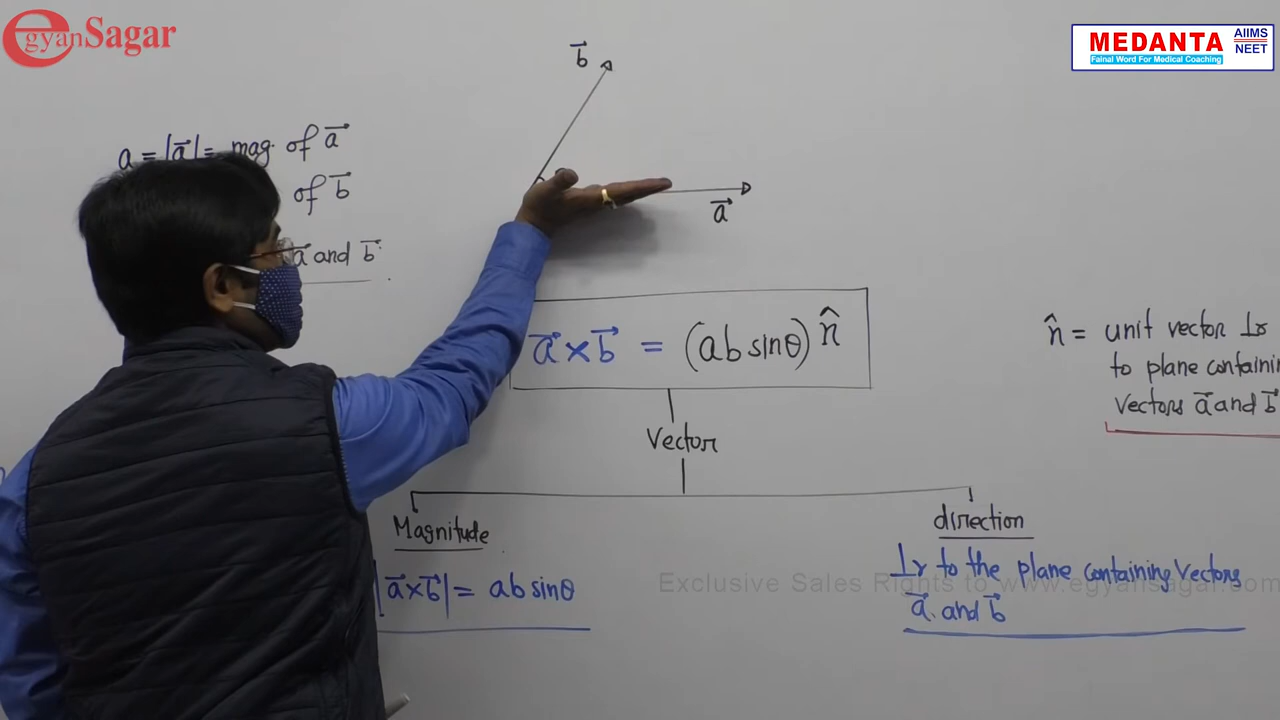 egyanSagar
MEDANTA AIIMS NEET
Fainal Word For Medical Coaching
b⃗
a = |a⃗| = mag. of a⃗
of b⃗
a⃗
a⃗ and b⃗
a⃗ × b⃗ = (ab sinθ) n̂
n̂ = unit vector ⊥r
to plane containin
vectors a⃗ and b⃗
Vector
Magnitude
direction
|a⃗×b⃗| = ab sinθ
⊥r to the plane containing vectors
a⃗ and b⃗
Exclusive Sales Rights to www.egyansagar.com